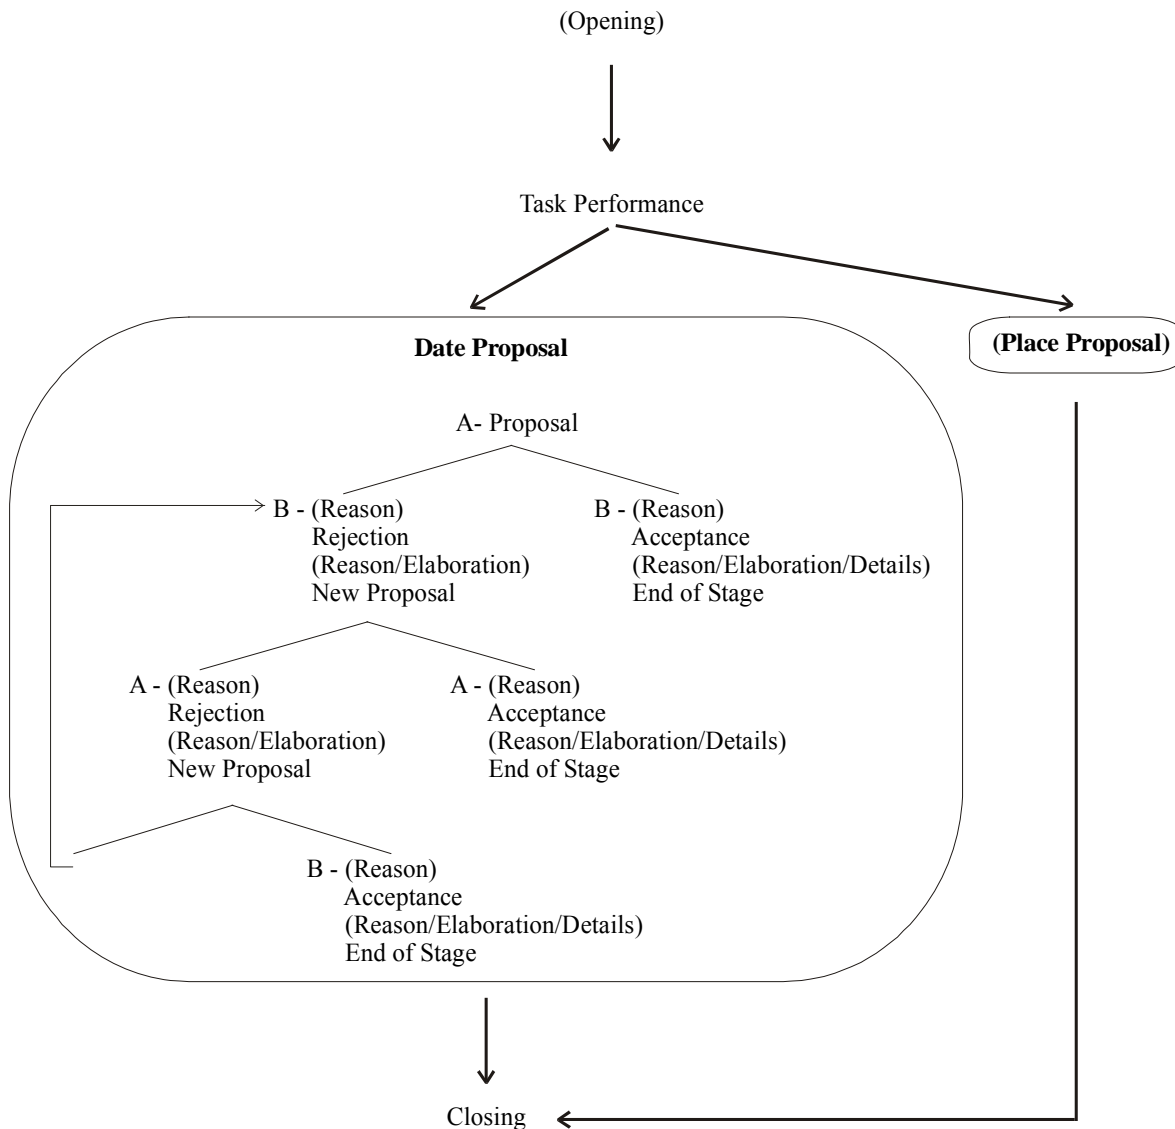 (Opening)
Task Performance
Date Proposal
(Place Proposal)
A- Proposal
B - (Reason)
Rejection
(Reason/Elaboration)
New Proposal
B - (Reason)
Acceptance
(Reason/Elaboration/Details)
End of Stage
A - (Reason)
Rejection
(Reason/Elaboration)
New Proposal
A - (Reason)
Acceptance
(Reason/Elaboration/Details)
End of Stage
B - (Reason)
Acceptance
(Reason/Elaboration/Details)
End of Stage
Closing